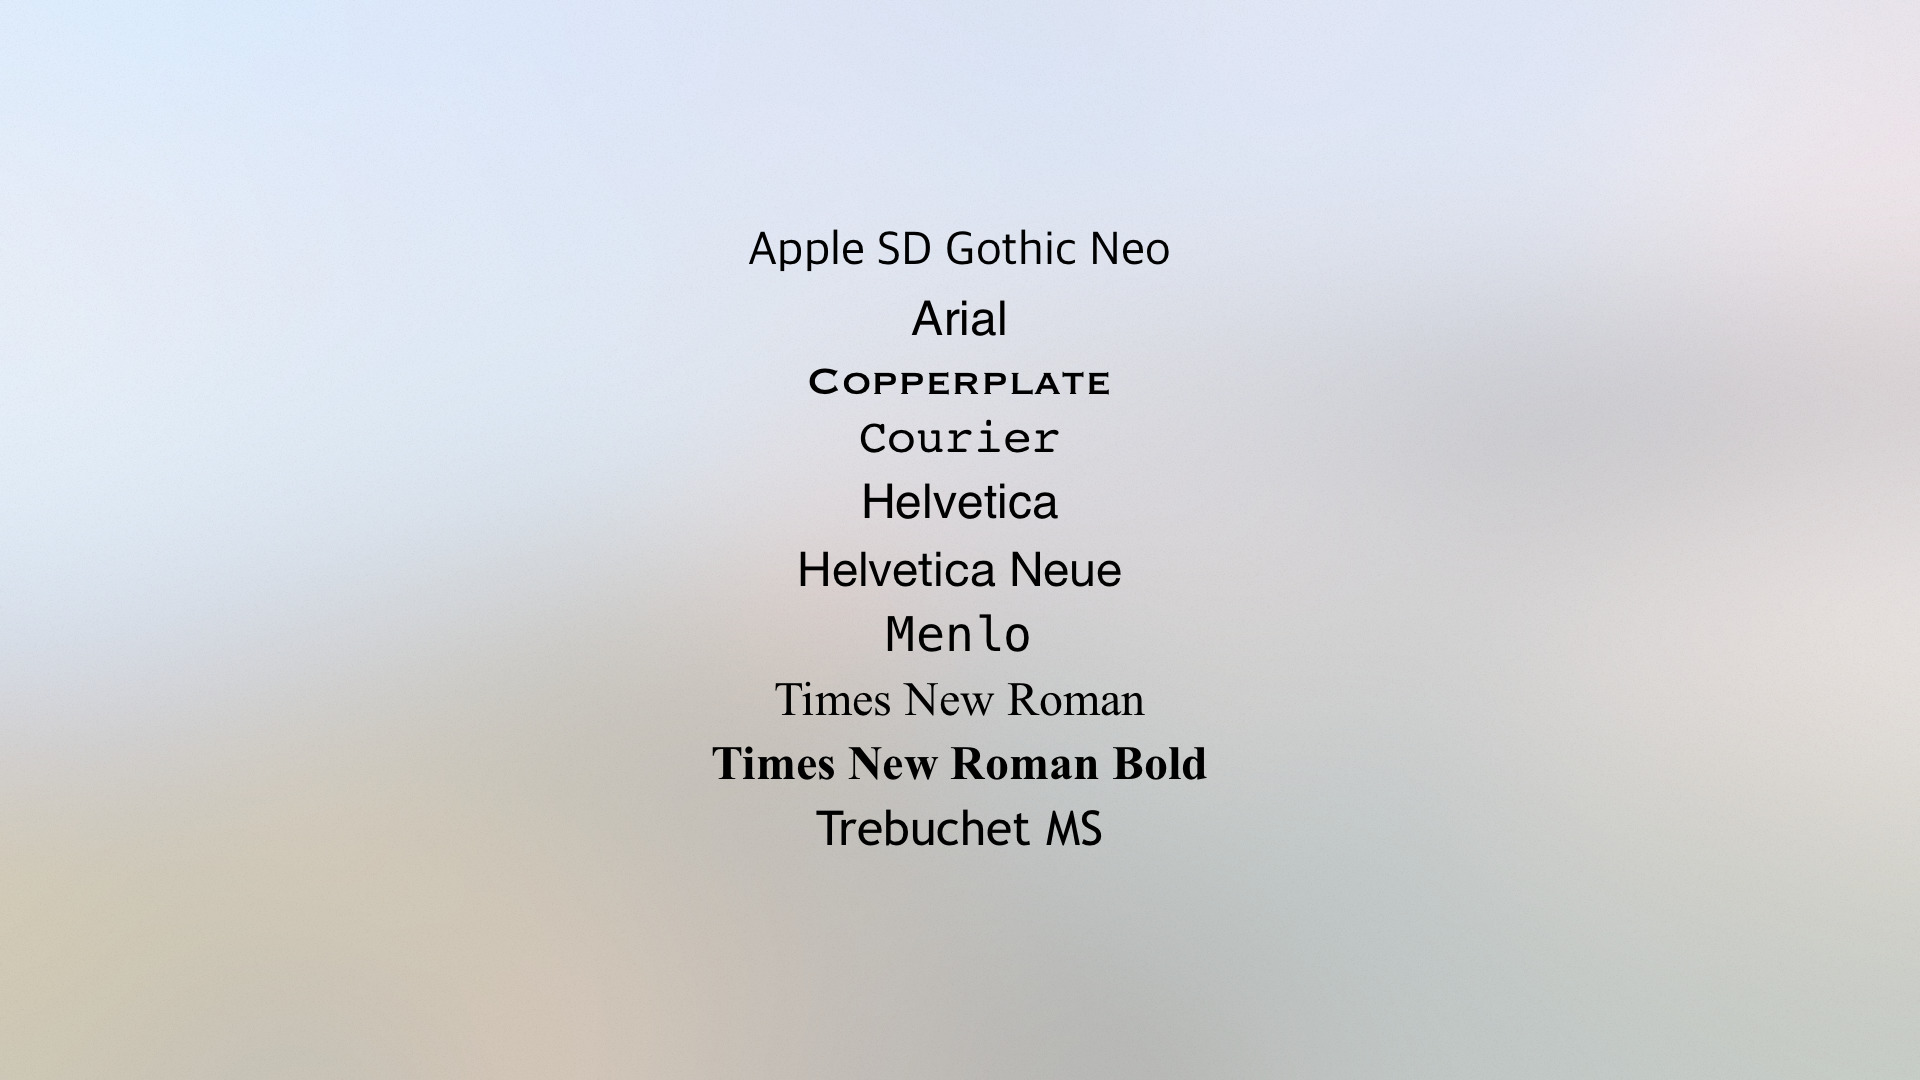 Apple SD Gothic Neo
Arial
Copperplate
Courier
Helvetica
Helvetica Neue
Menlo
Times New Roman
Times New Roman Bold
Trebuchet MS